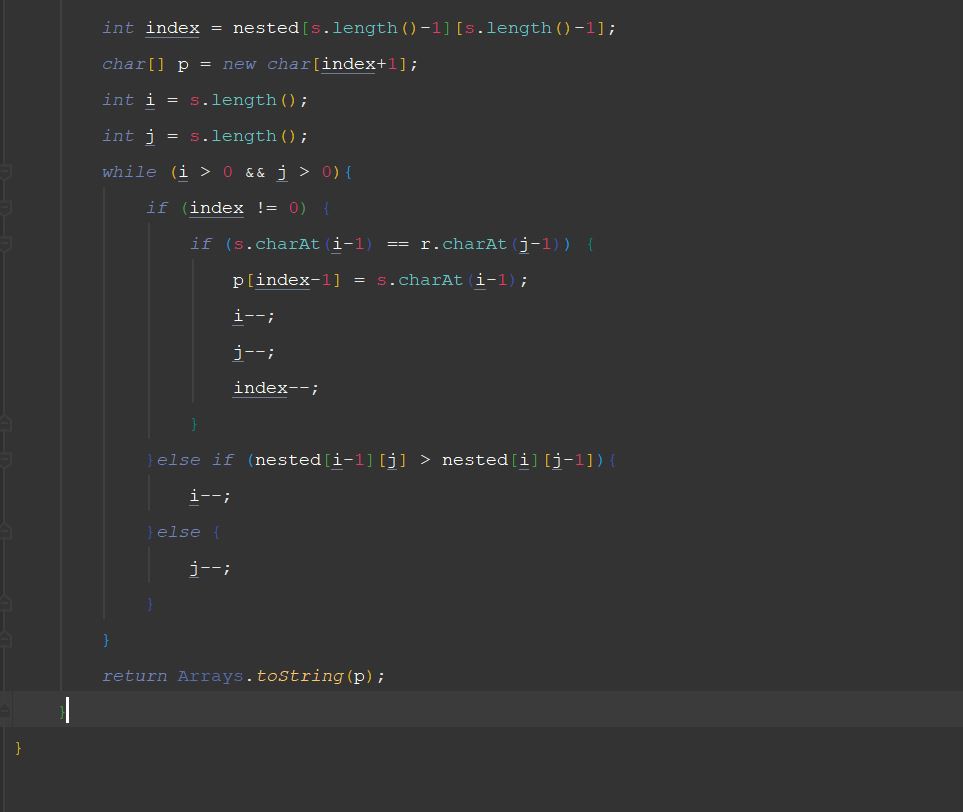 int index = nested[s.length()-1][s.length()-1];
char[] p = new char[index+1];
int i = s.length();
int j = s.length();
while (i > 0 && j > 0){
if (index != 0) {
if (s.charAt(i-1) == r.charAt(j-1)) {
p[index-1] = s.charAt(i-1);
i--;
j--;
index--;
}
}else if (nested[i-1][j] > nested[i][j-1]){
i--;
}else {
j--;
}
}
return Arrays.toString(p);
}
}